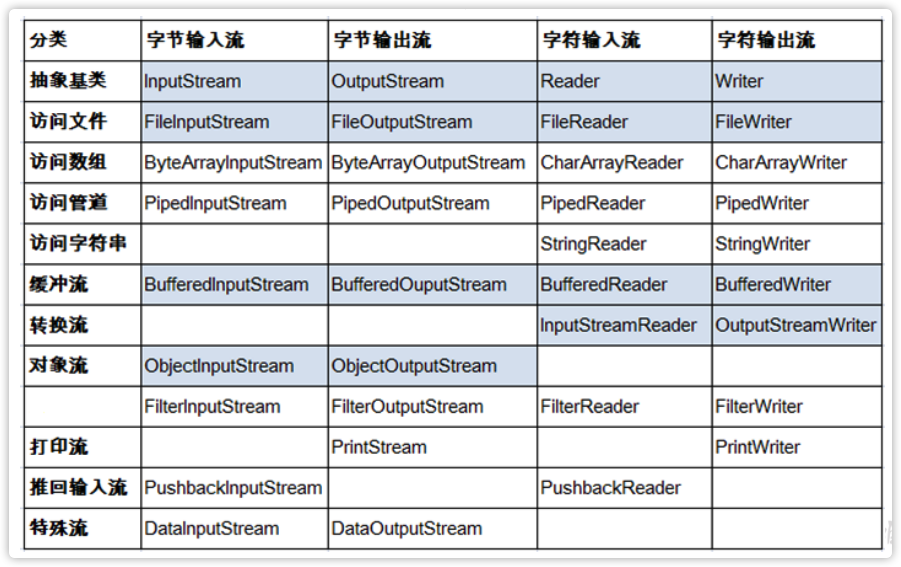 分类 字节输入流 字节输出流 字符输入流 字符输出流
抽象基类 InputStream OutputStream Reader Writer
访问文件 FileInputStream FileOutputStream FileReader FileWriter
访问数组 ByteArrayInputStream ByteArrayOutputStream CharArrayReader CharArrayWriter
访问管道 PipedInputStream PipedOutputStream PipedReader PipedWriter
访问字符串 StringReader StringWriter
缓冲流 BufferedInputStream BufferedOuputStream BufferedReader BufferedWriter
转换流 InputStreamReader OutputStreamWriter
对象流 ObjectInputStream ObjectOutputStream
FilterInputStream FilterOutputStream FilterReader FilterWriter
打印流 PrintStream PrintWriter
推回输入流 PushbackInputStream PushbackReader
特殊流 DataInputStream DataOutputStream